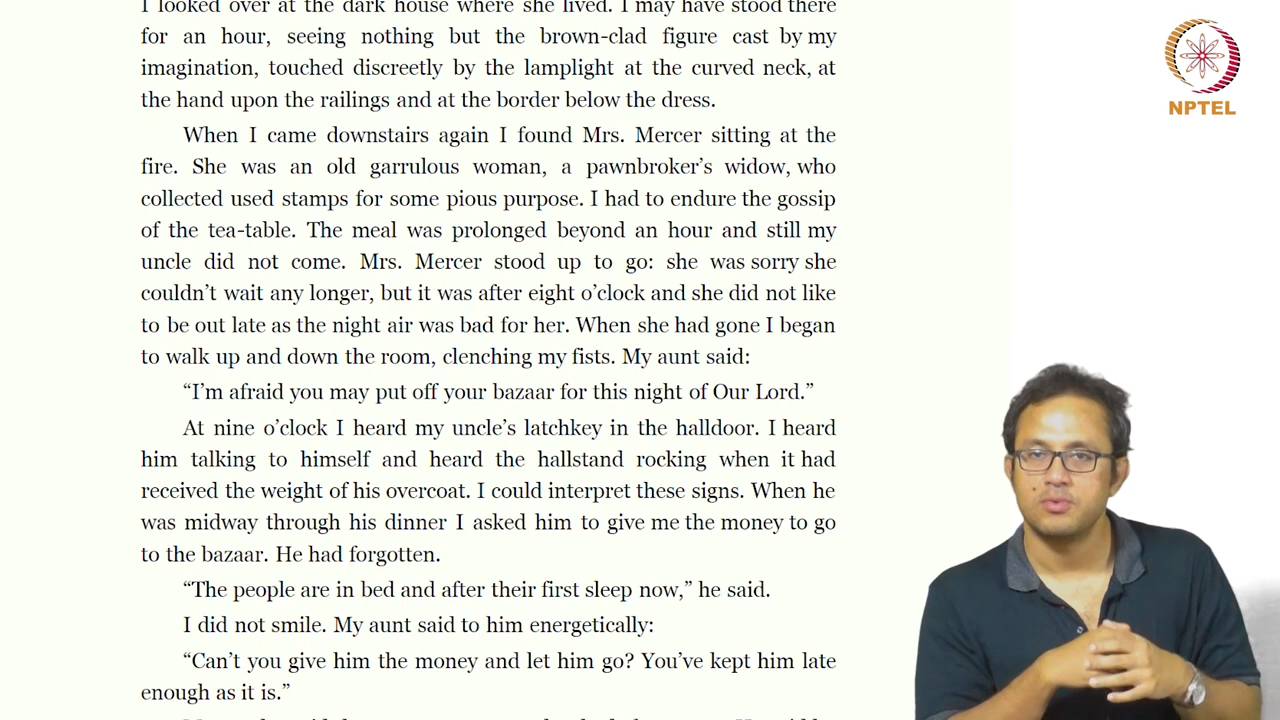 I looked over at the dark house where she lived. I may have stood there
for an hour, seeing nothing but the brown-clad figure cast by my
imagination, touched discreetly by the lamplight at the curved neck, at
the hand upon the railings and at the border below the dress.
When I came downstairs again I found Mrs. Mercer sitting at the
fire. She was an old garrulous woman, a pawnbroker’s widow, who
collected used stamps for some pious purpose. I had to endure the gossip
of the tea-table. The meal was prolonged beyond an hour and still my
uncle did not come. Mrs. Mercer stood up to go: she was sorry she
couldn’t wait any longer, but it was after eight o’clock and she did not like
to be out late as the night air was bad for her. When she had gone I began
to walk up and down the room, clenching my fists. My aunt said:
“I’m afraid you may put off your bazaar for this night of Our Lord.”
At nine o’clock I heard my uncle’s latchkey in the halldoor. I heard
him talking to himself and heard the hallstand rocking when it had
received the weight of his overcoat. I could interpret these signs. When he
was midway through his dinner I asked him to give me the money to go
to the bazaar. He had forgotten.
“The people are in bed and after their first sleep now,” he said.
I did not smile. My aunt said to him energetically:
“Can’t you give him the money and let him go? You’ve kept him late
enough as it is.”
NPTEL